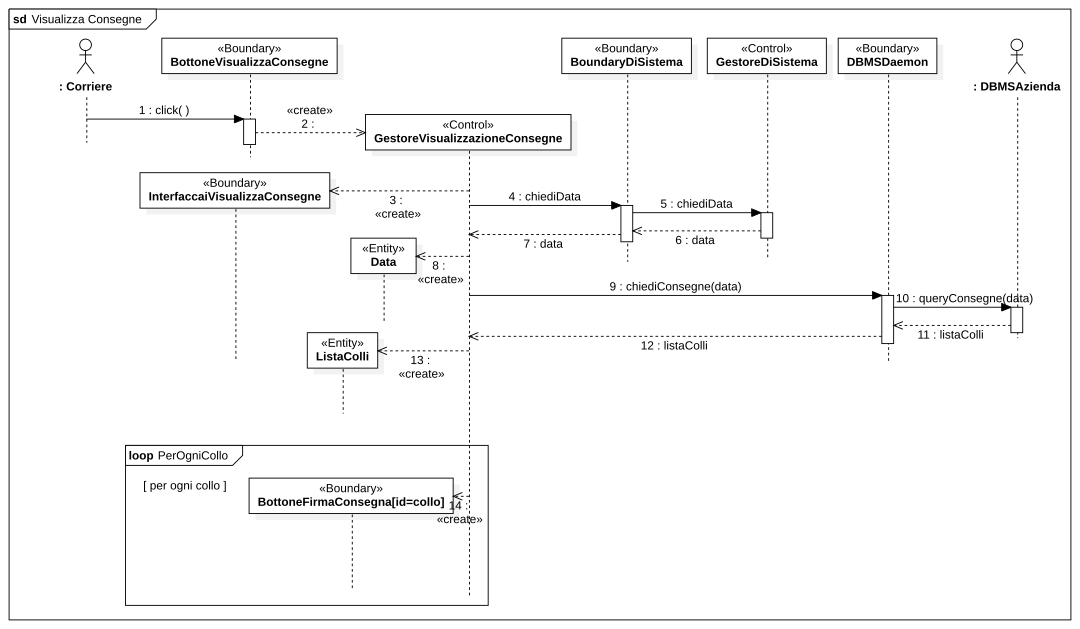 sd Visualizza Consegne
: Corriere
«Boundary»
BottoneVisualizzaConsegne
«Boundary»
BoundaryDiSistema
«Control»
GestoreDiSistema
«Boundary»
DBMSDaemon
: DBMSAzienda
1 : click( )
«create»
2 :
«Control»
GestoreVisualizzazioneConsegne
«Boundary»
InterfaccaiVisualizzaConsegne
3 :
«create»
4 : chiediData
5 : chiediData
6 : data
7 : data
«Entity»
Data
8 :
«create»
9 : chiediConsegne(data)
10 : queryConsegne(data)
11 : listaColli
12 : listaColli
«Entity»
ListaColli
13 :
«create»
loop PerOgniCollo
[ per ogni collo ]
«Boundary»
BottoneFirmaConsegna[id=collo]
14 :
«create»